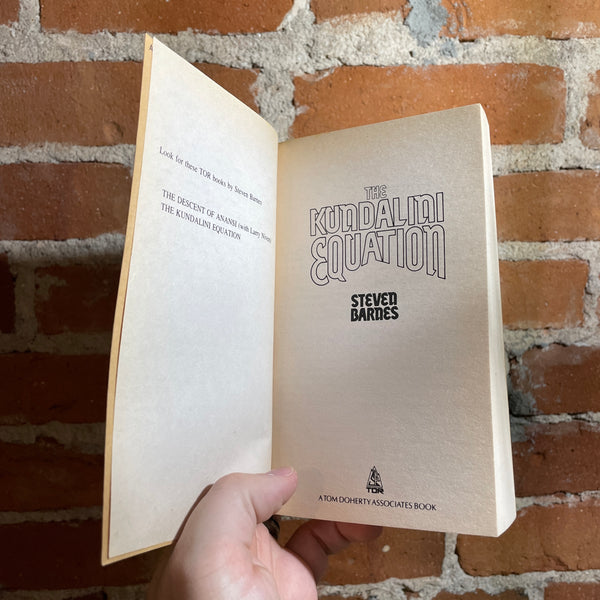 Look for these TOR books by Steven Barnes
THE DESCENT OF ANANSI (with Larry Niven)
THE KUNDALINI EQUATION
THE
KUNDALINI
EQUATION
STEVEN
BARNES
TOR
A TOM DOHERTY ASSOCIATES BOOK